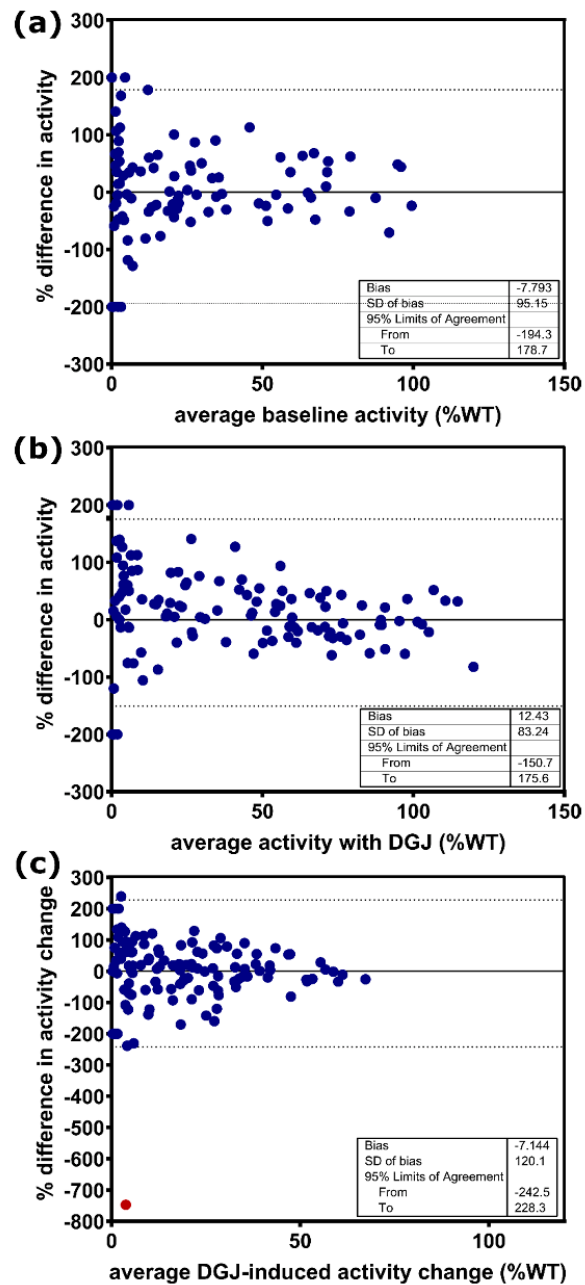 (a)
% difference in activity
300
200
100
0
-100
-200
-300
0 50 100 150
average baseline activity (%WT)
Bias -7.793
SD of bias 95.15
95% Limits of Agreement
From -194.3
To 178.7
(b)
% difference in activity
300
200
100
0
-100
-200
-300
0 50 100 150
average activity with DGJ (%WT)
Bias 12.43
SD of bias 83.24
95% Limits of Agreement
From -150.7
To 175.6
(c)
% difference in activity change
300
200
100
0
-100
-200
-300
-400
-500
-600
-700
-800
0 50 100
average DGJ-induced activity change (%WT)
Bias -7.144
SD of bias 120.1
95% Limits of Agreement
From -242.5
To 228.3